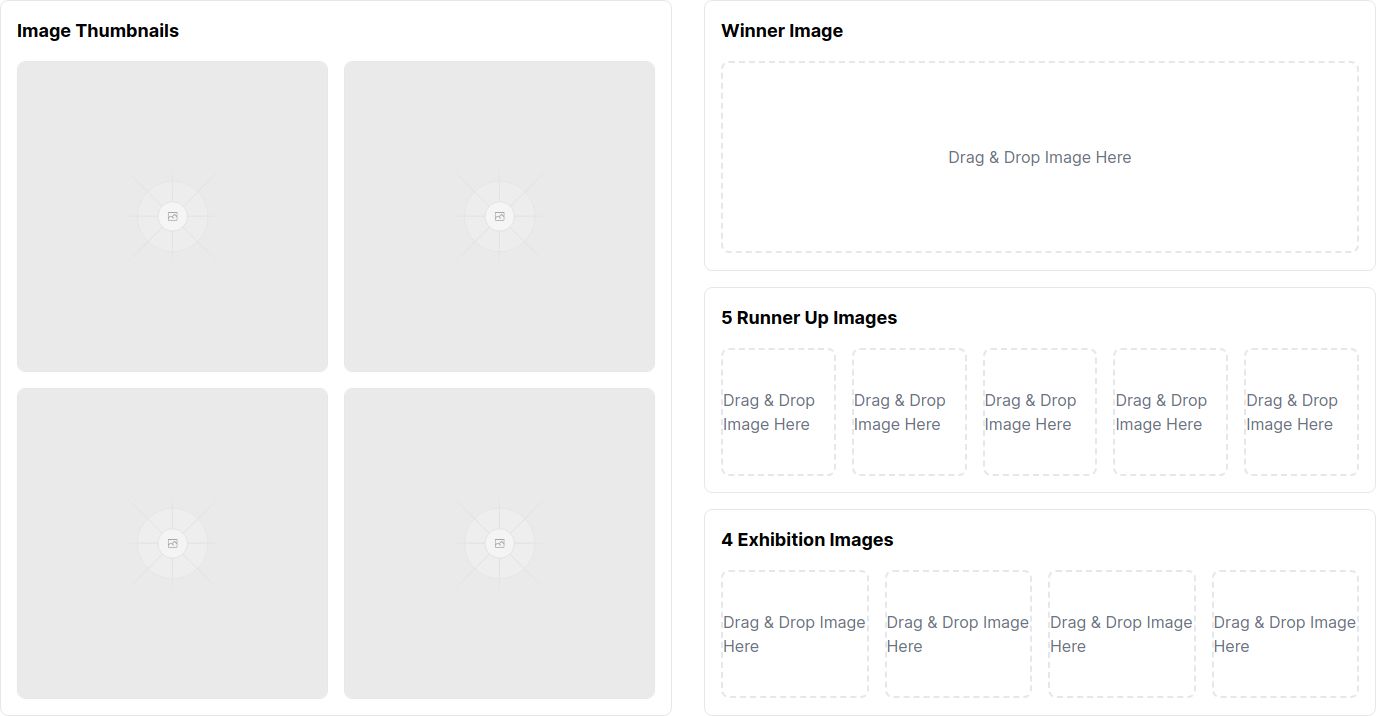 Image Thumbnails
Winner Image
Drag & Drop Image Here
5 Runner Up Images
Drag & Drop
Image Here
Drag & Drop
Image Here
Drag & Drop
Image Here
Drag & Drop
Image Here
Drag & Drop
Image Here
4 Exhibition Images
Drag & Drop Image
Here
Drag & Drop Image
Here
Drag & Drop Image
Here
Drag & Drop Image
Here